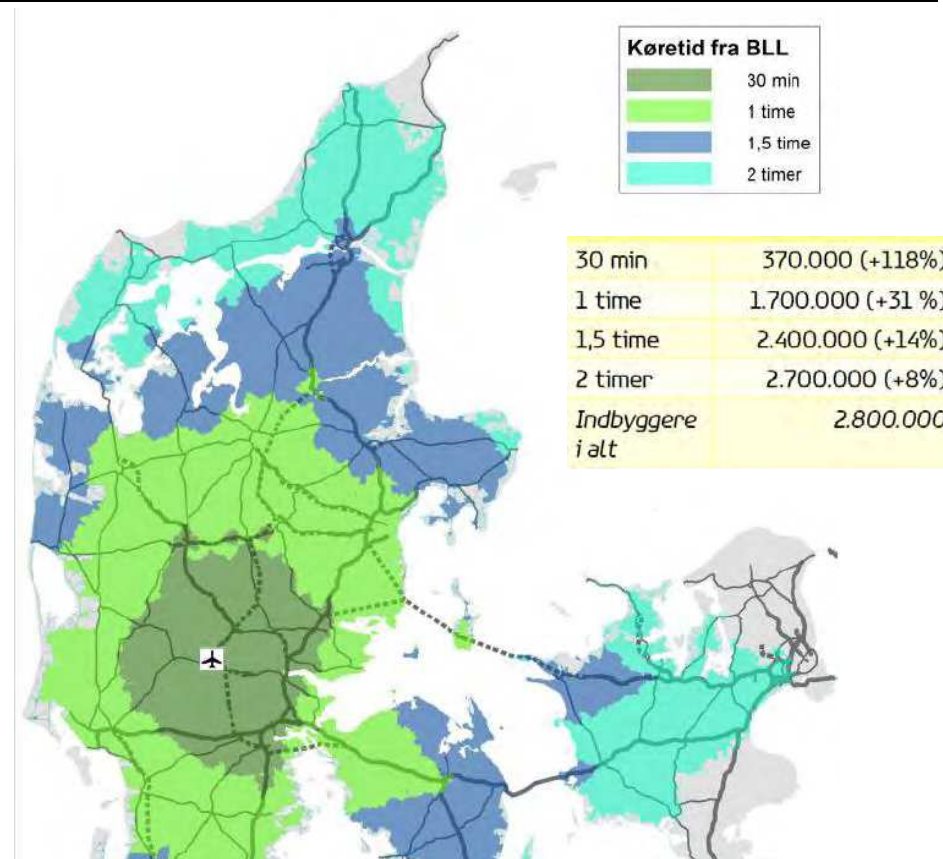 Køretid fra BLL
30 min
1 time
1,5 time
2 timer
30 min 370.000 (+118%)
1 time 1.700.000 (+31 %)
1,5 time 2.400.000 (+14%)
2 timer 2.700.000 (+8%)
Indbyggere 2.800.000
i alt